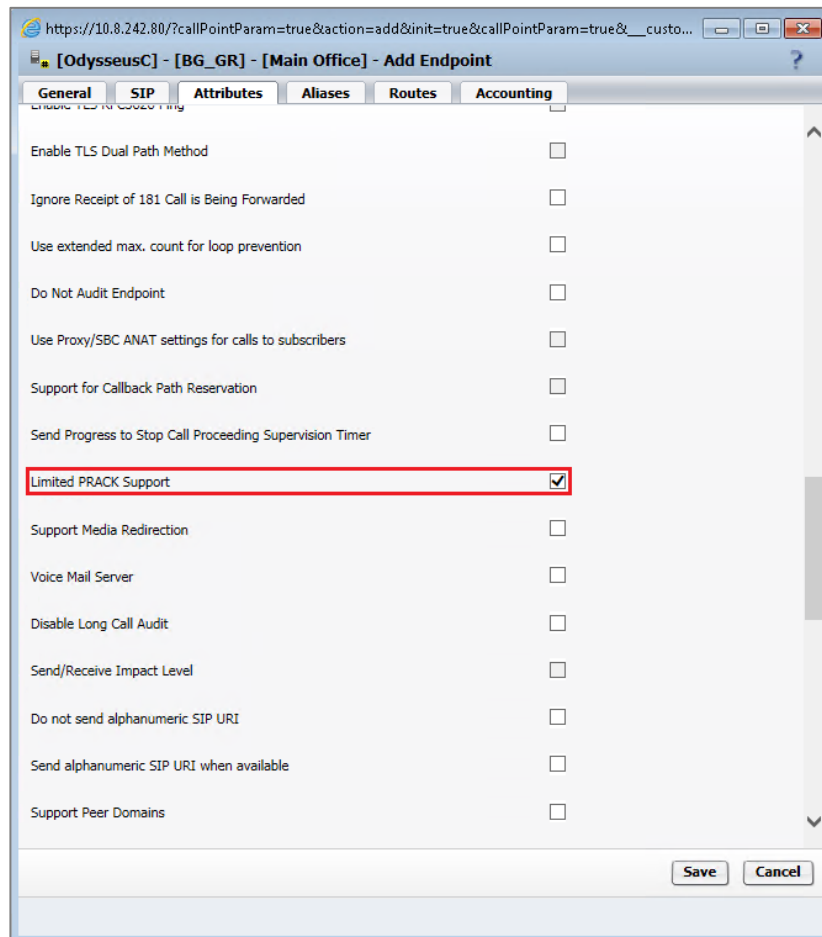 https://10.8.242.80/?callPointParam=true&action=add&init=true&callPointParam=true&__custo...
[OdysseusC] - [BG_GR] - [Main Office] - Add Endpoint
?
General SIP Attributes Aliases Routes Accounting
Enable TLS RFC5626 Ping
Enable TLS Dual Path Method
Ignore Receipt of 181 Call is Being Forwarded
Use extended max. count for loop prevention
Do Not Audit Endpoint
Use Proxy/SBC ANAT settings for calls to subscribers
Support for Callback Path Reservation
Send Progress to Stop Call Proceeding Supervision Timer
Limited PRACK Support
Support Media Redirection
Voice Mail Server
Disable Long Call Audit
Send/Receive Impact Level
Do not send alphanumeric SIP URI
Send alphanumeric SIP URI when available
Support Peer Domains
Save Cancel